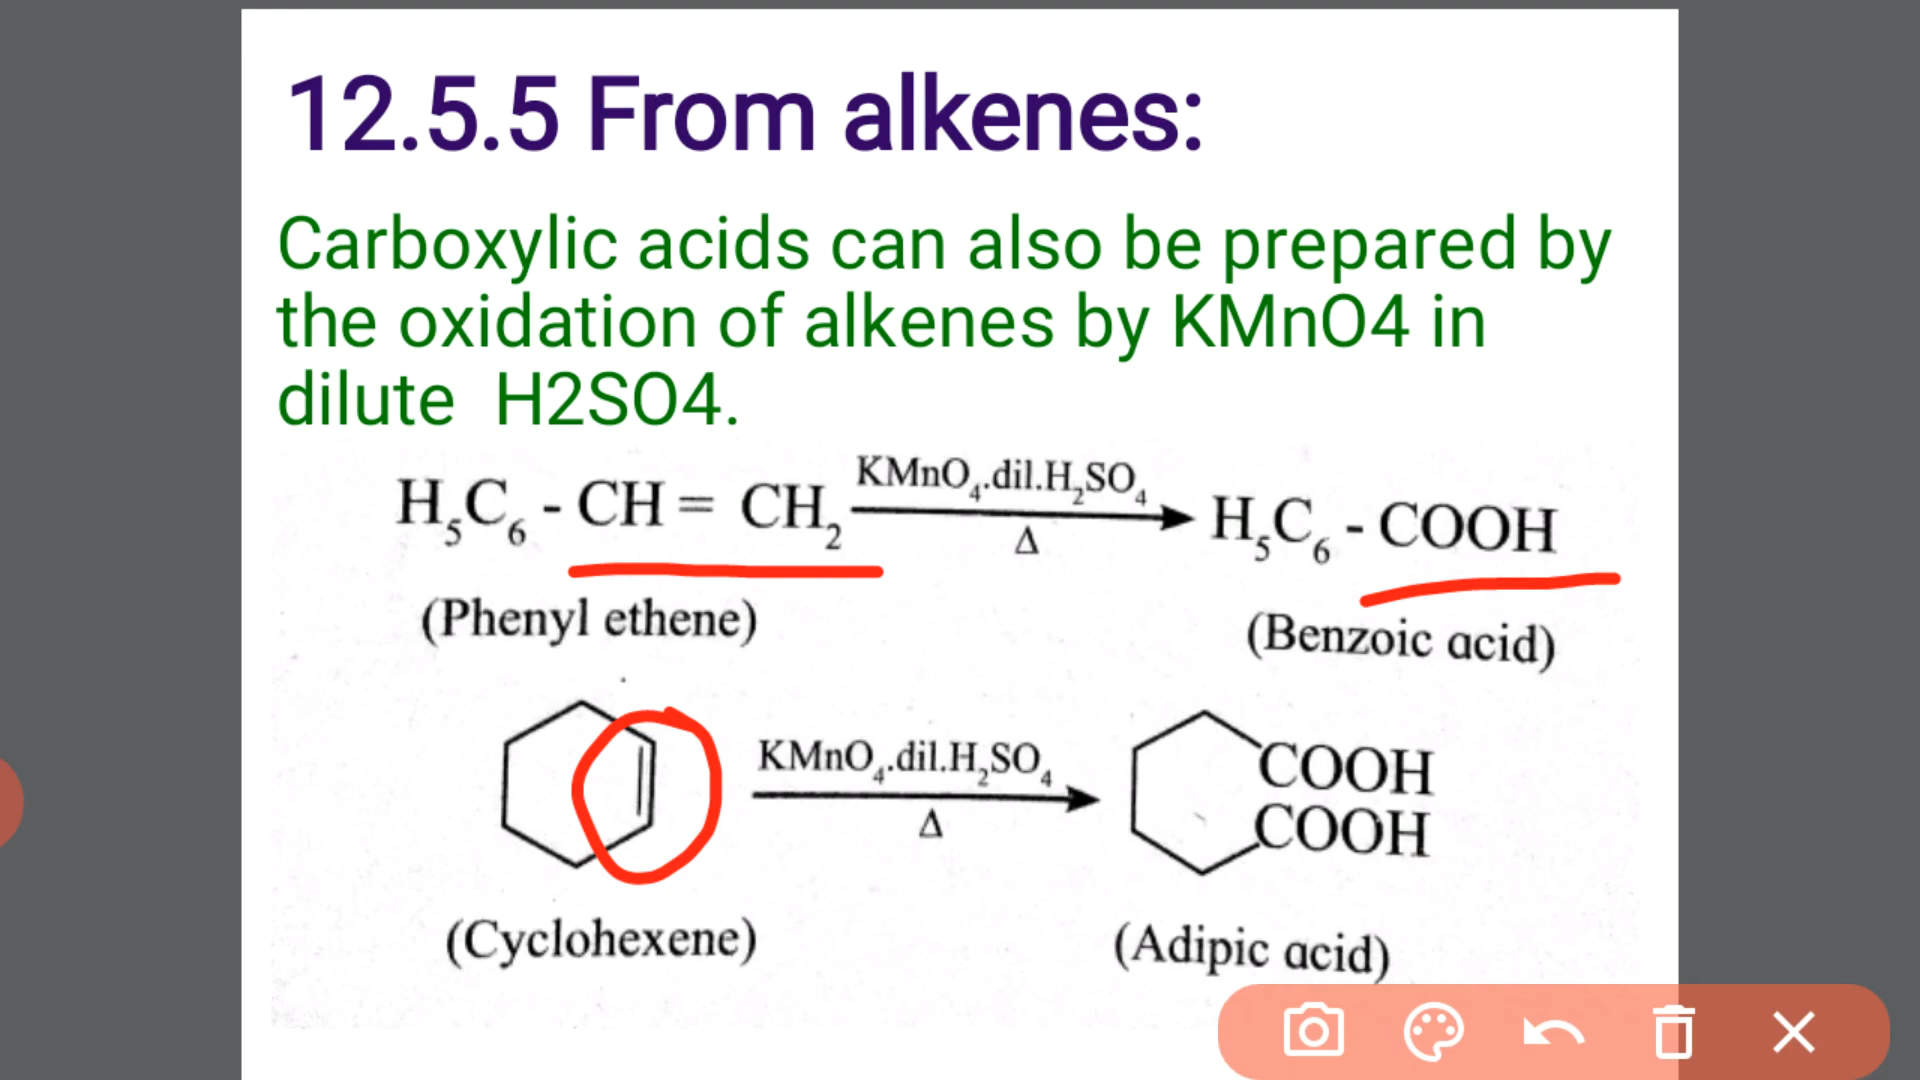 12.5.5 From alkenes:
Carboxylic acids can also be prepared by
the oxidation of alkenes by KMnO4 in
dilute H2SO4.
H₅C₆ - CH = CH₂ KMnO₄.dil.H₂SO₄ Δ H₅C₆ - COOH
(Phenyl ethene) (Benzoic acid)
KMnO₄.dil.H₂SO₄ Δ COOH
COOH
(Cyclohexene) (Adipic acid)